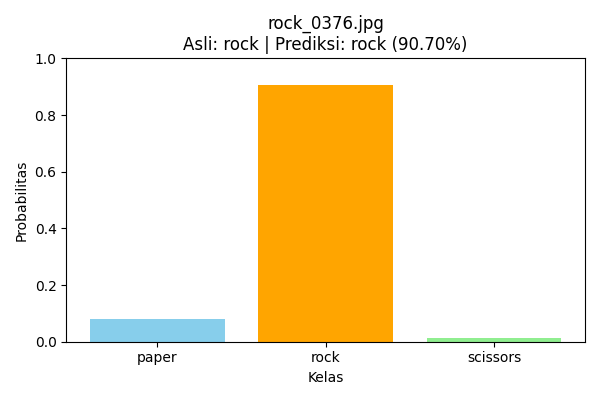 rock_0376.jpg
Asli: rock | Prediksi: rock (90.70%)
1.0
0.8
0.6
0.4
0.2
0.0
Probabilitas
paper
rock
scissors
Kelas